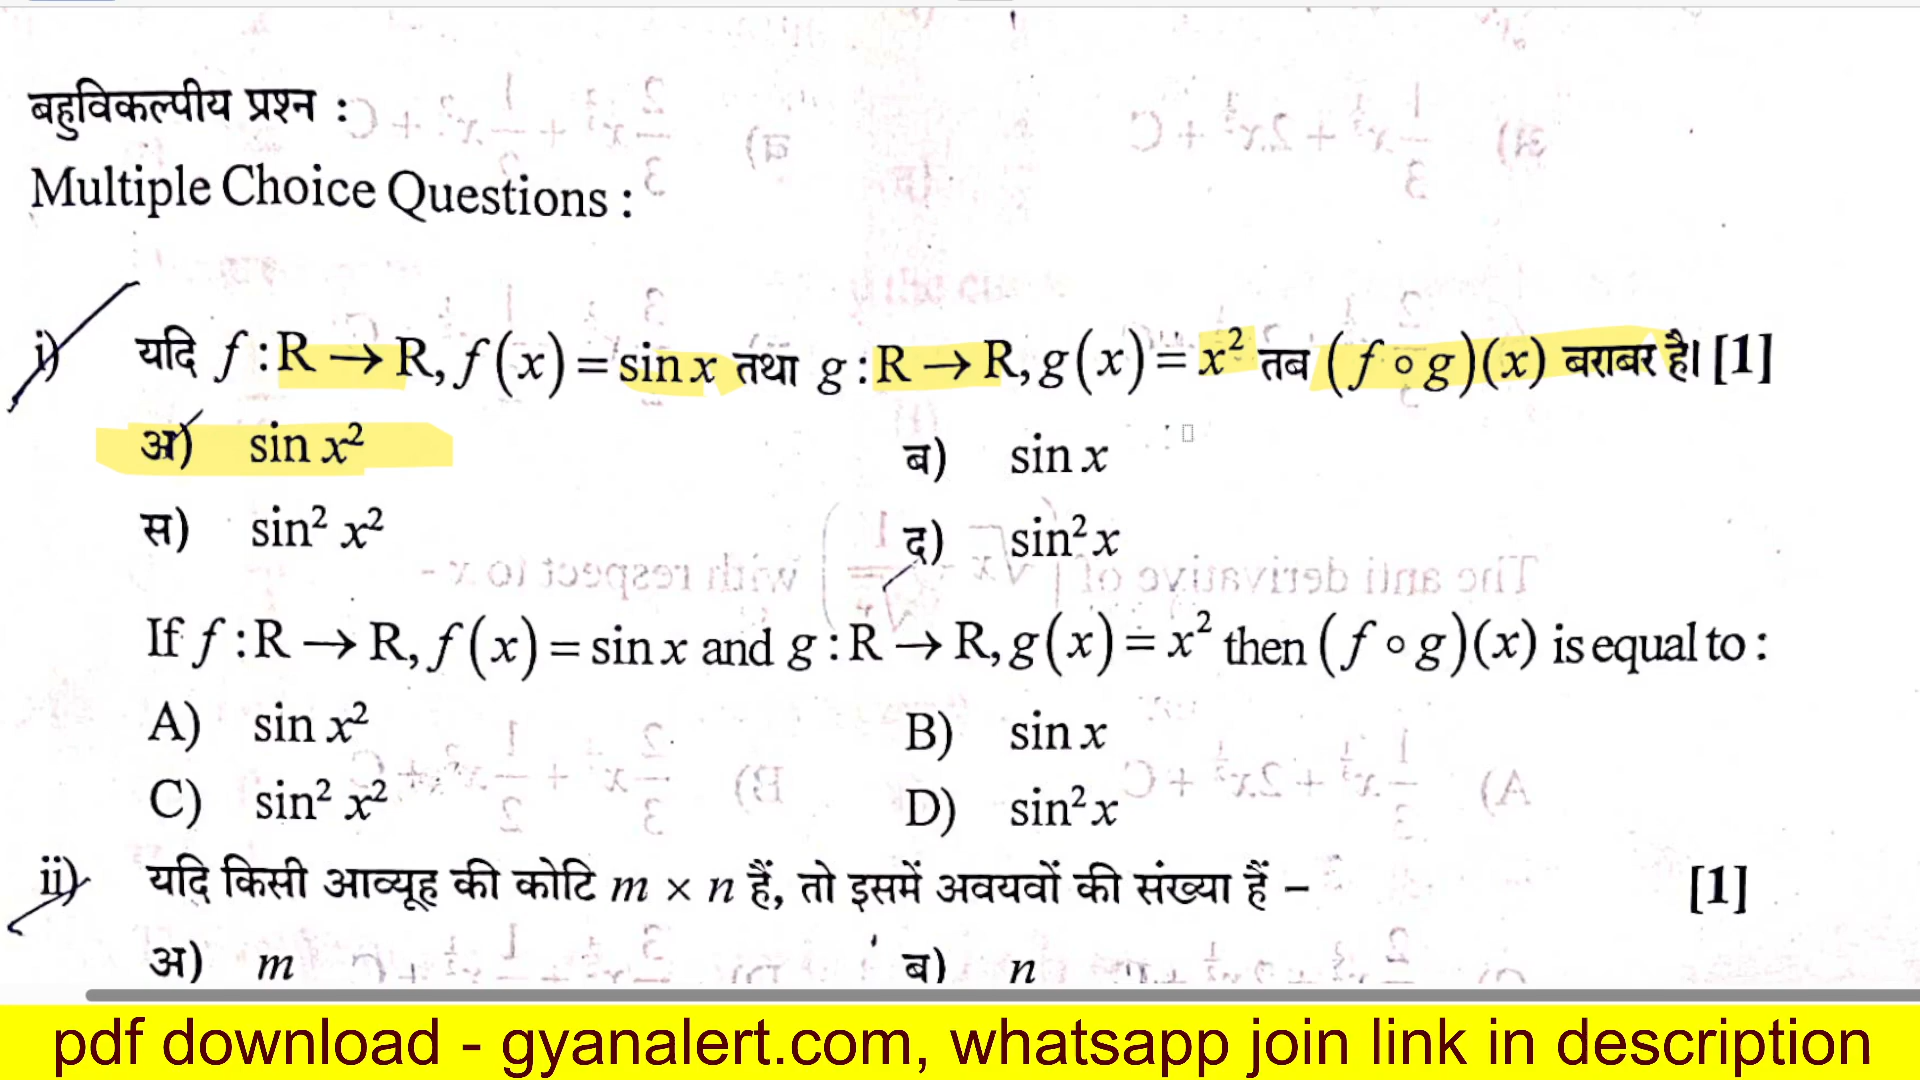 बहुविकल्पीय प्रश्न :
Multiple Choice Questions :
i) यदि f : R → R, f(x) = sin x तथा g : R → R, g(x) = x² तब (f ∘ g)(x) बराबर है। [1]
अ) sin x² ब) sin x
स) sin² x² द) sin² x
If f : R → R, f(x) = sin x and g : R → R, g(x) = x² then (f ∘ g)(x) is equal to :
A) sin x² B) sin x
C) sin² x² D) sin² x
ii) यदि किसी आव्यूह की कोटि m × n हैं, तो इसमें अवयवों की संख्या हैं – [1]
अ) m ब) n
pdf download - gyanalert.com, whatsapp join link in description